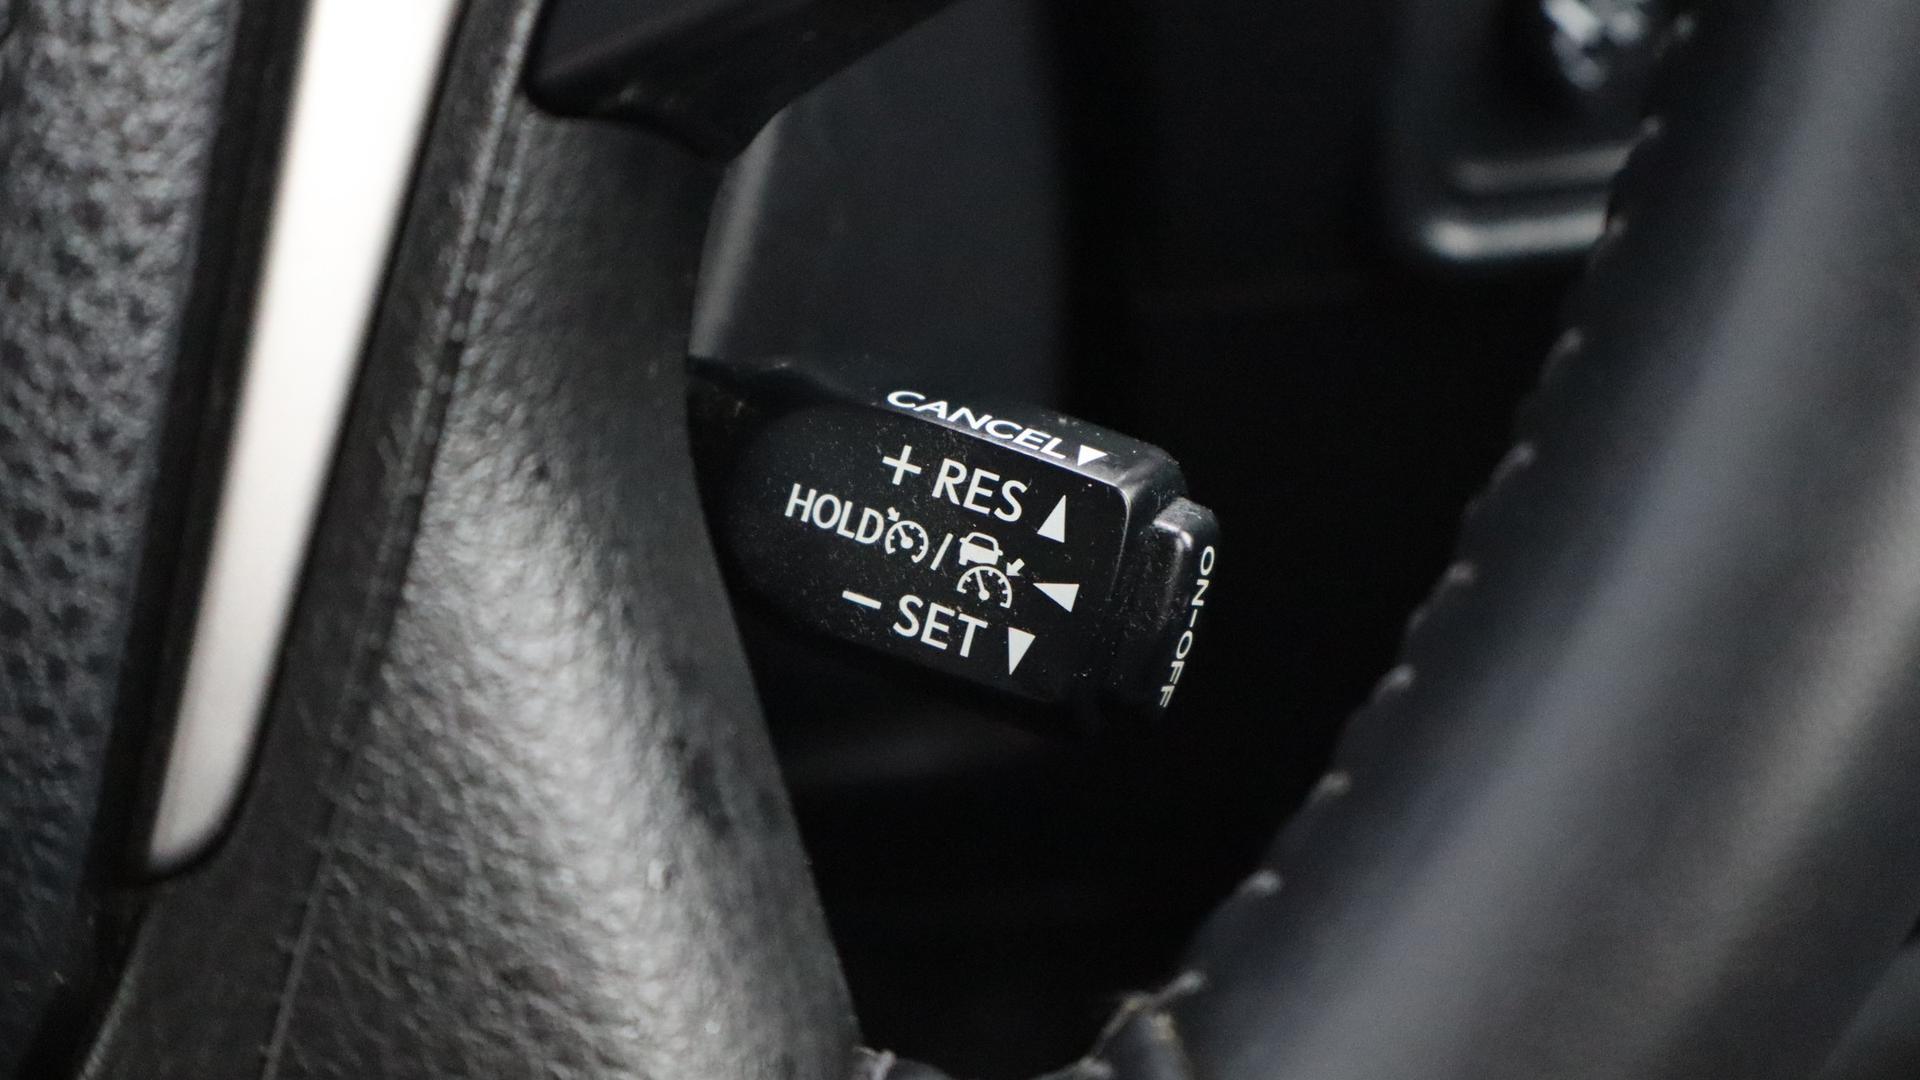 CANCEL▼
+ RES ▲
HOLD / ◀
− SET ▼
ON-OFF